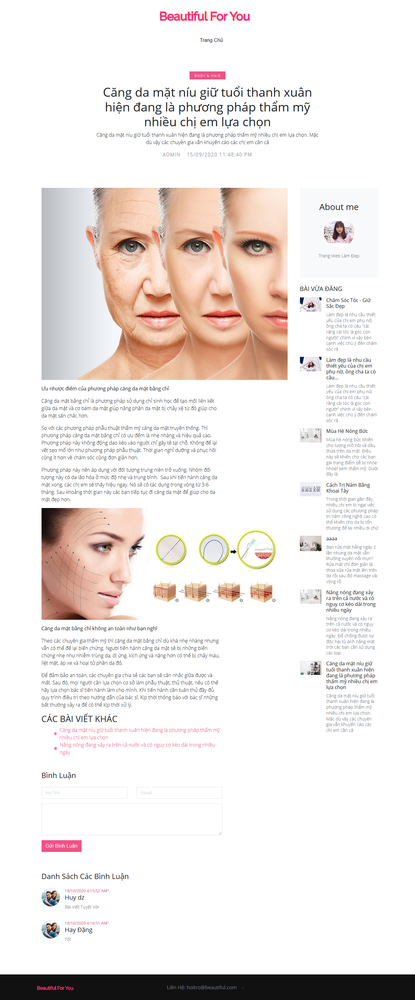 Beautiful For You
Trang Chủ
BODY & HAIR
Căng da mặt níu giữ tuổi thanh xuân
hiện đang là phương pháp thẩm mỹ
nhiều chị em lựa chọn
Căng da mặt níu giữ tuổi thanh xuân hiện đang là phương pháp thẩm mỹ nhiều chị em lựa chọn. Mặc
dù vậy các chuyên gia vẫn khuyến cáo các chị em cần câ
ADMIN 15/09/2020 11:48:40 PM
Ưu nhược điểm của phương pháp căng da mặt bằng chỉ
Căng da mặt bằng chỉ là phương pháp sử dụng chỉ sinh học để tạo mối liên kết
giữa da mặt và cơ bám da mặt giúp nâng phần da mặt bị chảy xệ từ đó giúp cho
da mặt săn chắc hơn.
So với các phương pháp phẫu thuật thẩm mỹ căng da mặt truyền thống. Thì
phương pháp căng da mặt bằng chỉ có ưu đểm là nhẹ nhàng và hiệu quả cao.
Phương pháp này không động dao kéo vào người chỉ gây tê tại chỗ. Không để lại
vết sẹo mổ lớn như phương pháp phẫu thuật. Thời gian nghỉ dưỡng và phục hồi
cũng ít hơn về chăm sóc cũng đơn giản hơn.
Phương pháp này nên áp dụng với đối tượng trung niên trở xuống. Nhóm đối
tượng này có da lão hóa ở mức độ nhẹ và trung bình.  Sau khi tiến hành căng da
mặt xong, các chị em sẽ thấy hiệu ngay. Nó sẽ có tác dụng trong vòng từ 3-6
tháng. Sau khoảng thời gian này các bạn tiếp tục đi căng da mặt để giúp cho da
mặt đẹp hơn.
1 2 3 4
Căng da mặt bằng chỉ không an toàn như bạn nghĩ
Theo các chuyên gia thẩm mỹ thì căng da mặt bằng chỉ dù khá nhẹ nhàng nhưng
vẫn có thể để lại biến chứng. Người tiến hành căng da mặt sẽ bị những biến
chứng nhẹ như nhiễm trùng da, dị ứng, kích ứng và nặng hơn có thể bị chảy máu,
liệt mặt, áp xe và hoại tử phần da đó.
Để đảm bảo an toàn, các chuyên gia chia sẻ các bạn sẽ cân nhắc giữa được và
mất. Sau đó, mọi người cần lựa chọn cơ sở làm phẫu thuật, thủ thuật, nếu có thể
hãy lựa chọn bác sĩ tiến hành làm cho mình. Khi tiến hành cần tuân thủ đầy đủ
quy trình điều trị theo hướng dẫn của bác sĩ. Kịp thời thông báo với bác sĩ những
bất thường xảy ra để có thể kịp thời xử lý.
CÁC BÀI VIẾT KHÁC
Căng da mặt níu giữ tuổi thanh xuân hiện đang là phương pháp thẩm mỹ
nhiều chị em lựa chọn
Nắng nóng đang xảy ra trên cả nước và có nguy cơ kéo dài trong nhiều
ngày
Bình Luận
Họ Tên
Email
Gửi Bình Luận
Danh Sách Các Bình Luận
18/10/2020 4:15:52 AM"
Huy dz
Bài Viết Tuyệt Vời
18/10/2020 4:16:51 AM"
Hay Đặng
Tốt
About me
Trang Web Làm Đẹp
BÀI VỪA ĐĂNG
Chăm Sóc Tóc - Giữ
Sắc Đẹp
Làm đẹp là nhu cầu thiết
yếu của chị em phụ nữ,
ông cha ta có câu “cái
răng cái tóc là góc con
người” chính vì vậy bên
cạnh việc chú ý đến chăm
sóc ră
Làm đẹp là nhu cầu
thiết yếu của chị em
phụ nữ, ông cha ta có
câu...
Làm đẹp là nhu cầu thiết
yếu của chị em phụ nữ,
ông cha ta có câu “cái
răng cái tóc là góc con
người” chính vì vậy bên
cạnh việc chú ý đến chăm
sóc ră
Mùa Hè Nóng Bức
Mùa hè nóng bức khiến
cho lượng mồ hôi và dầu
thừa trên da mặt. Điều
này sẽ khiến cho các bạn
gái trang điểm dễ bị nhòe
nhoẹt kém thẩm mỹ. Dưới
đây là
Cách Trị Nám Bằng
Khoai Tây
Trong thời gian gần đây,
nhiều chị em lo ngại việc
sử dụng các phương pháp
trị nám công nghệ cao có
thể khiến cho da bị tổn
thương để lại nhiều di chứ
aaaa
Bạn rửa mặt hằng ngày 2
lần nhưng da mặt vẫn
thường xuyên nổi mụn?
Rửa mặt chỉ đơn giản là
thoa sữa rửa mặt lên trên
da rồi sau đó massage vài
vòng rồ
Nắng nóng đang xảy
ra trên cả nước và có
nguy cơ kéo dài trong
nhiều ngày
Nắng nóng đang xảy ra
trên cả nước và có nguy
cơ kéo dài trong nhiều
ngày. Để chống được sự
độc hại từ ánh nắng mặt
trời các bạn cần sử dụng
các loại
Căng da mặt níu giữ
tuổi thanh xuân hiện
đang là phương pháp
thẩm mỹ nhiều chị em
lựa chọn
Căng da mặt níu giữ tuổi
thanh xuân hiện đang là
phương pháp thẩm mỹ
nhiều chị em lựa chọn.
Mặc dù vậy các chuyên
gia vẫn khuyến cáo các
chị em cần câ
Beautiful For You
Liên Hệ: hoitro@beautiful.com -